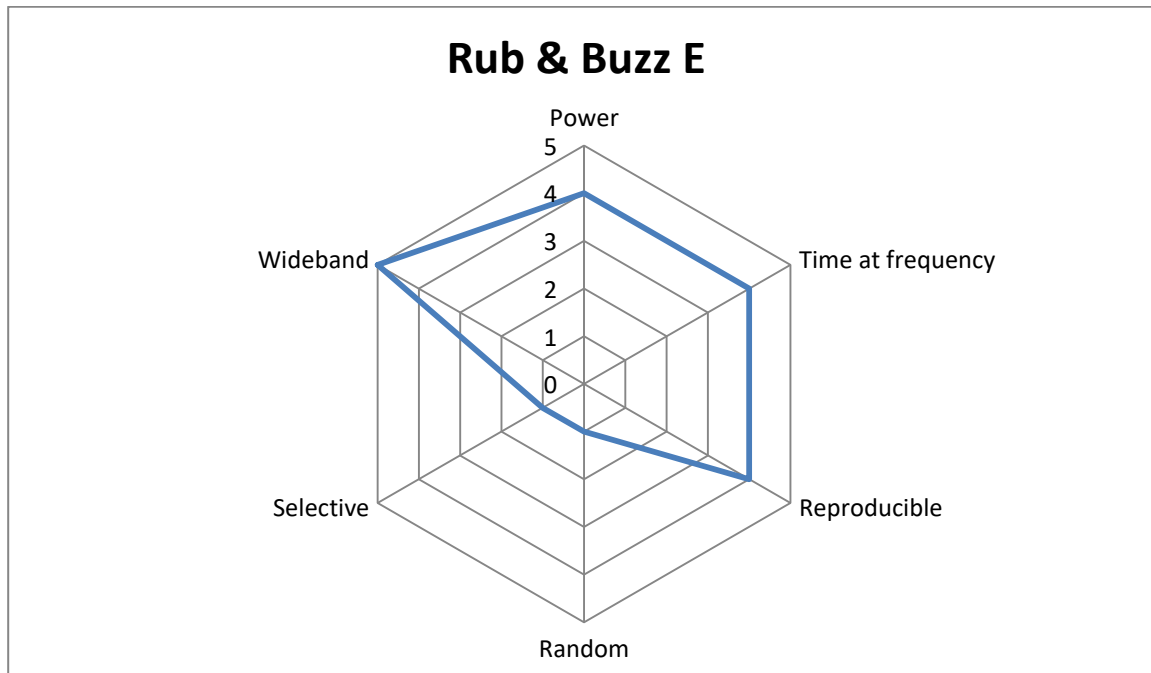 Rub & Buzz E
Power
5
4
3
2
1
0
Wideband
Time at frequency
Selective
Reproducible
Random